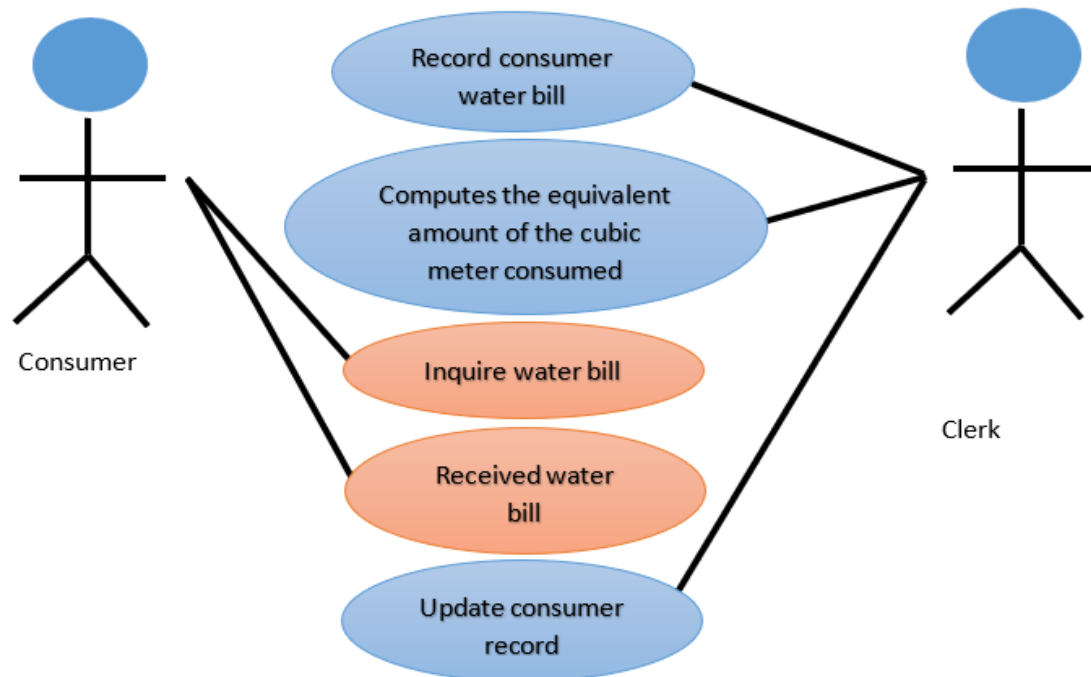 Record consumer
water bill
Computes the equivalent
amount of the cubic
meter consumed
Inquire water bill
Consumer
Clerk
Received water
bill
Update consumer
record